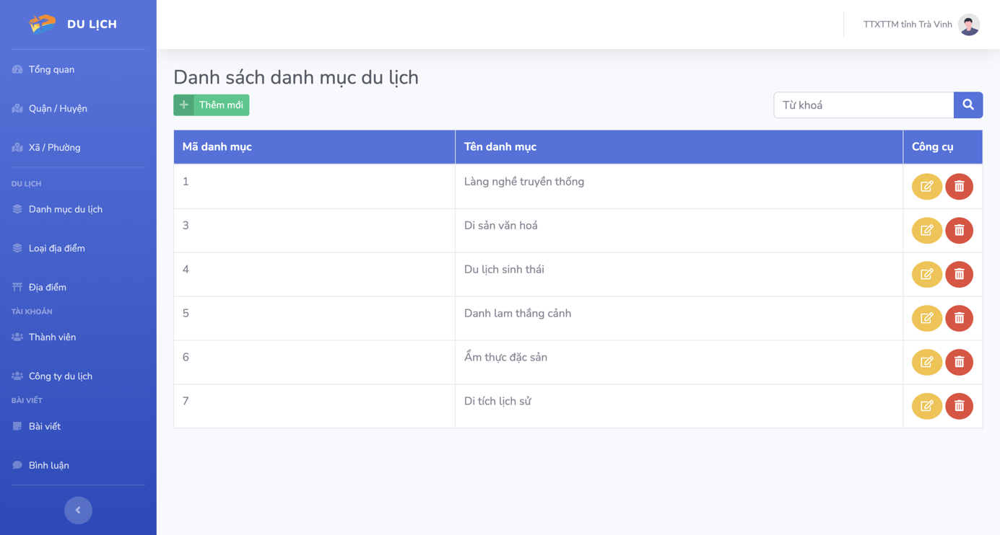 DU LỊCH
Tổng quan
Quận / Huyện
Xã / Phường
DU LỊCH
Danh mục du lịch
Loại địa điểm
Địa điểm
TÀI KHOẢN
Thành viên
Công ty du lịch
BÀI VIẾT
Bài viết
Bình luận
TTXTTM tỉnh Trà Vinh
Danh sách danh mục du lịch
Thêm mới
Từ khoá
Mã danh mục Tên danh mục Công cụ
1 Làng nghề truyền thống
3 Di sản văn hoá
4 Du lịch sinh thái
5 Danh lam thắng cảnh
6 Ẩm thực đặc sản
7 Di tích lịch sử